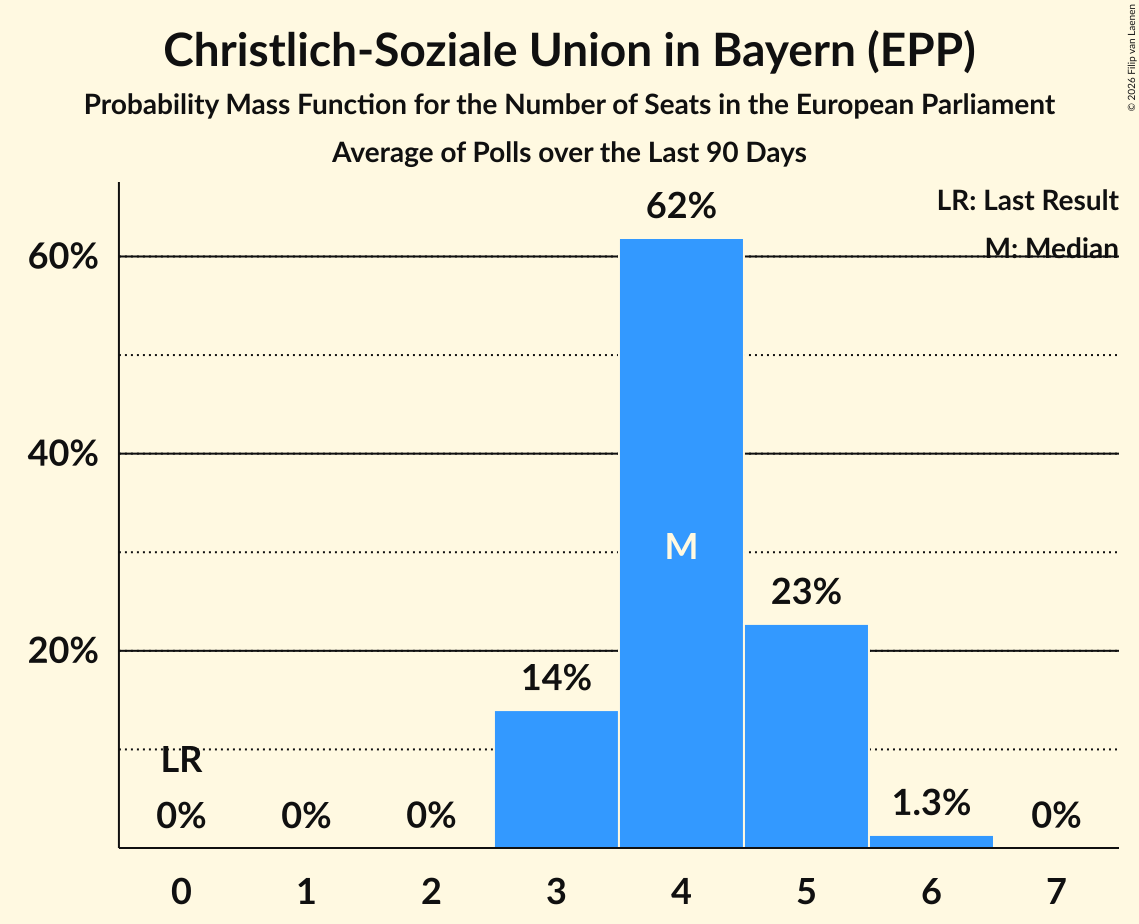 Christlich-Soziale Union in Bayern (EPP)
Probability Mass Function for the Number of Seats in the European Parliament
Average of Polls over the Last 90 Days
© 2026 Filip van Laenen
LR: Last Result
M: Median
60%
40%
20%
62%
M
23%
14%
LR
0%
0%
0%
1.3%
0%
0 1 2 3 4 5 6 7